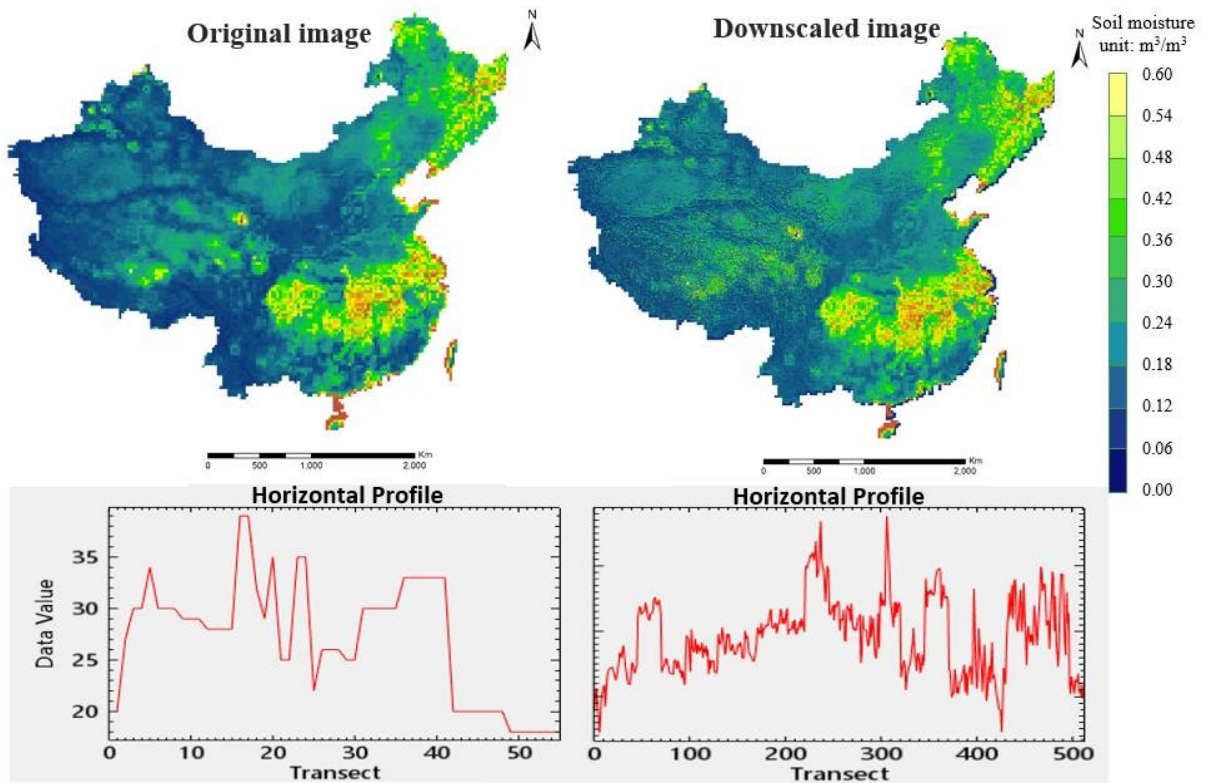 Original image
N
Downscaled image
N
Soil moisture
unit: m³/m³
0.60
0.54
0.48
0.42
0.36
0.30
0.24
0.18
0.12
0.06
0.00
Km
0 500 1,000 2,000
Km
0 500 1,000 2,000
Horizontal Profile
Data Value
35
30
25
20
0 10 20 30 40 50
Transect
Horizontal Profile
0 100 200 300 400 500
Transect